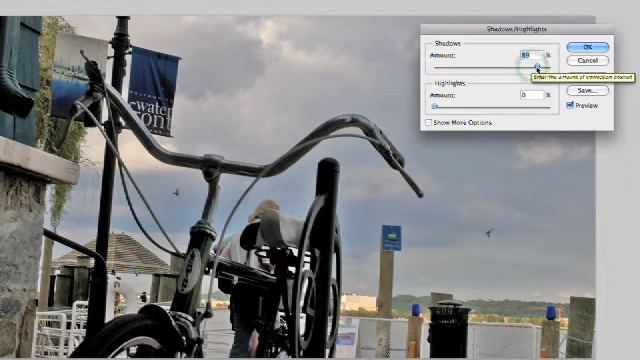 Shadows/Highlights
Shadows
Amount: 89 %
OK
Cancel
Enter the amount of correction desired
Highlights
Amount: 0 %
Save...
Preview
Show More Options
water